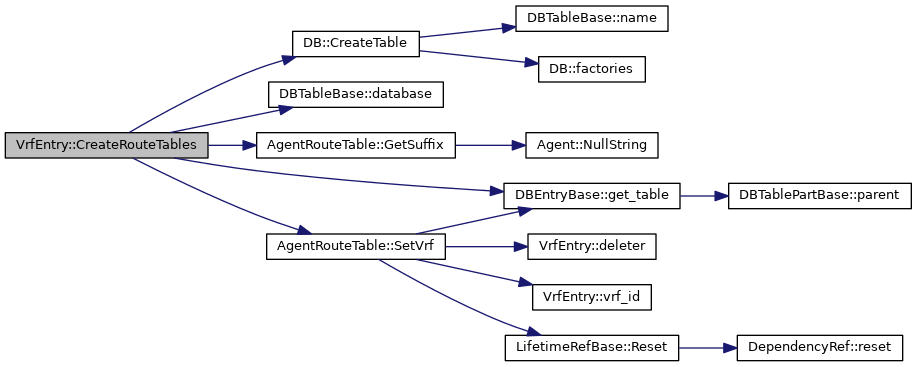 VrfEntry::CreateRouteTables
DB::CreateTable
DBTableBase::name
DB::factories
DBTableBase::database
AgentRouteTable::GetSuffix
Agent::NullString
DBEntryBase::get_table
DBTablePartBase::parent
AgentRouteTable::SetVrf
VrfEntry::deleter
VrfEntry::vrf_id
LifetimeRefBase::Reset
DependencyRef::reset